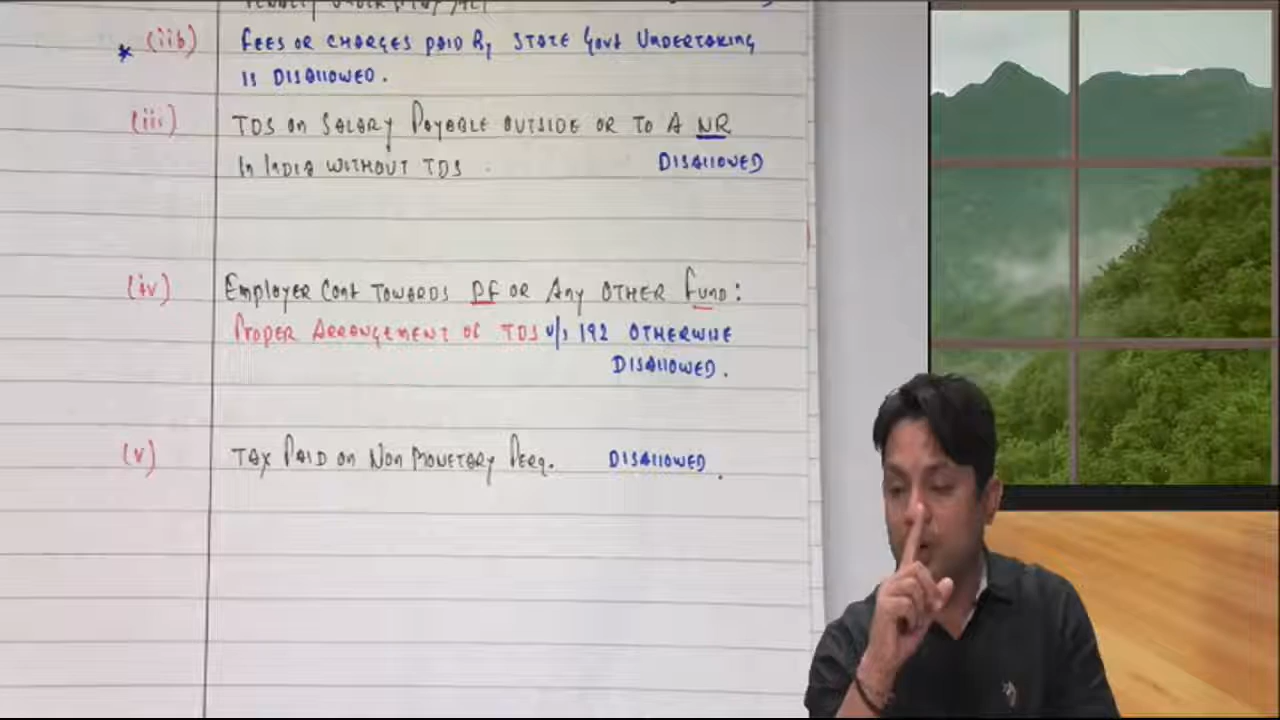 * (iib) Fees or charges paid By State Govt Undertaking
is Disallowed.
(iii) TDS on Salary Payable outside or to A NR
In India without TDS. Disallowed
(iv) Employer Cont Towards PF or Any other Fund:
Proper Arrangement of TDS u/s 192 otherwise
Disallowed.
(v) Tax Paid on Non Monetary Perq. Disallowed.